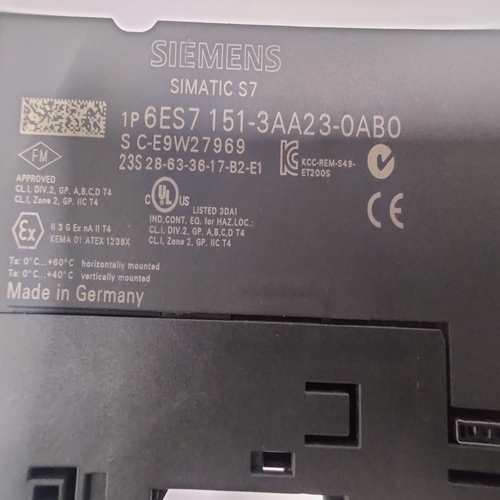 SIEMENS
SIMATIC S7
1P 6ES7 151-3AA23-0AB0
S C-E9W27969
23S 28-63-36-17-B2-E1
KCC-REM-S49-
ET200S
FM
APPROVED
CL.I, DIV.2, GP. A,B,C,D T4
CL.I, Zone 2, GP. IIC T4
C UL US
LISTED 3DA1
IND.CONT. EQ. for HAZ.LOC.:
CL.I, DIV.2, GP. A,B,C,D T4
CL.I, Zone 2, GP. IIC T4
CE
Ex
II 3 G Ex nA II T4
KEMA 01 ATEX 1238X
Ta: 0°C...+60°C horizontally mounted
Ta: 0°C...+40°C vertically mounted
Made in Germany